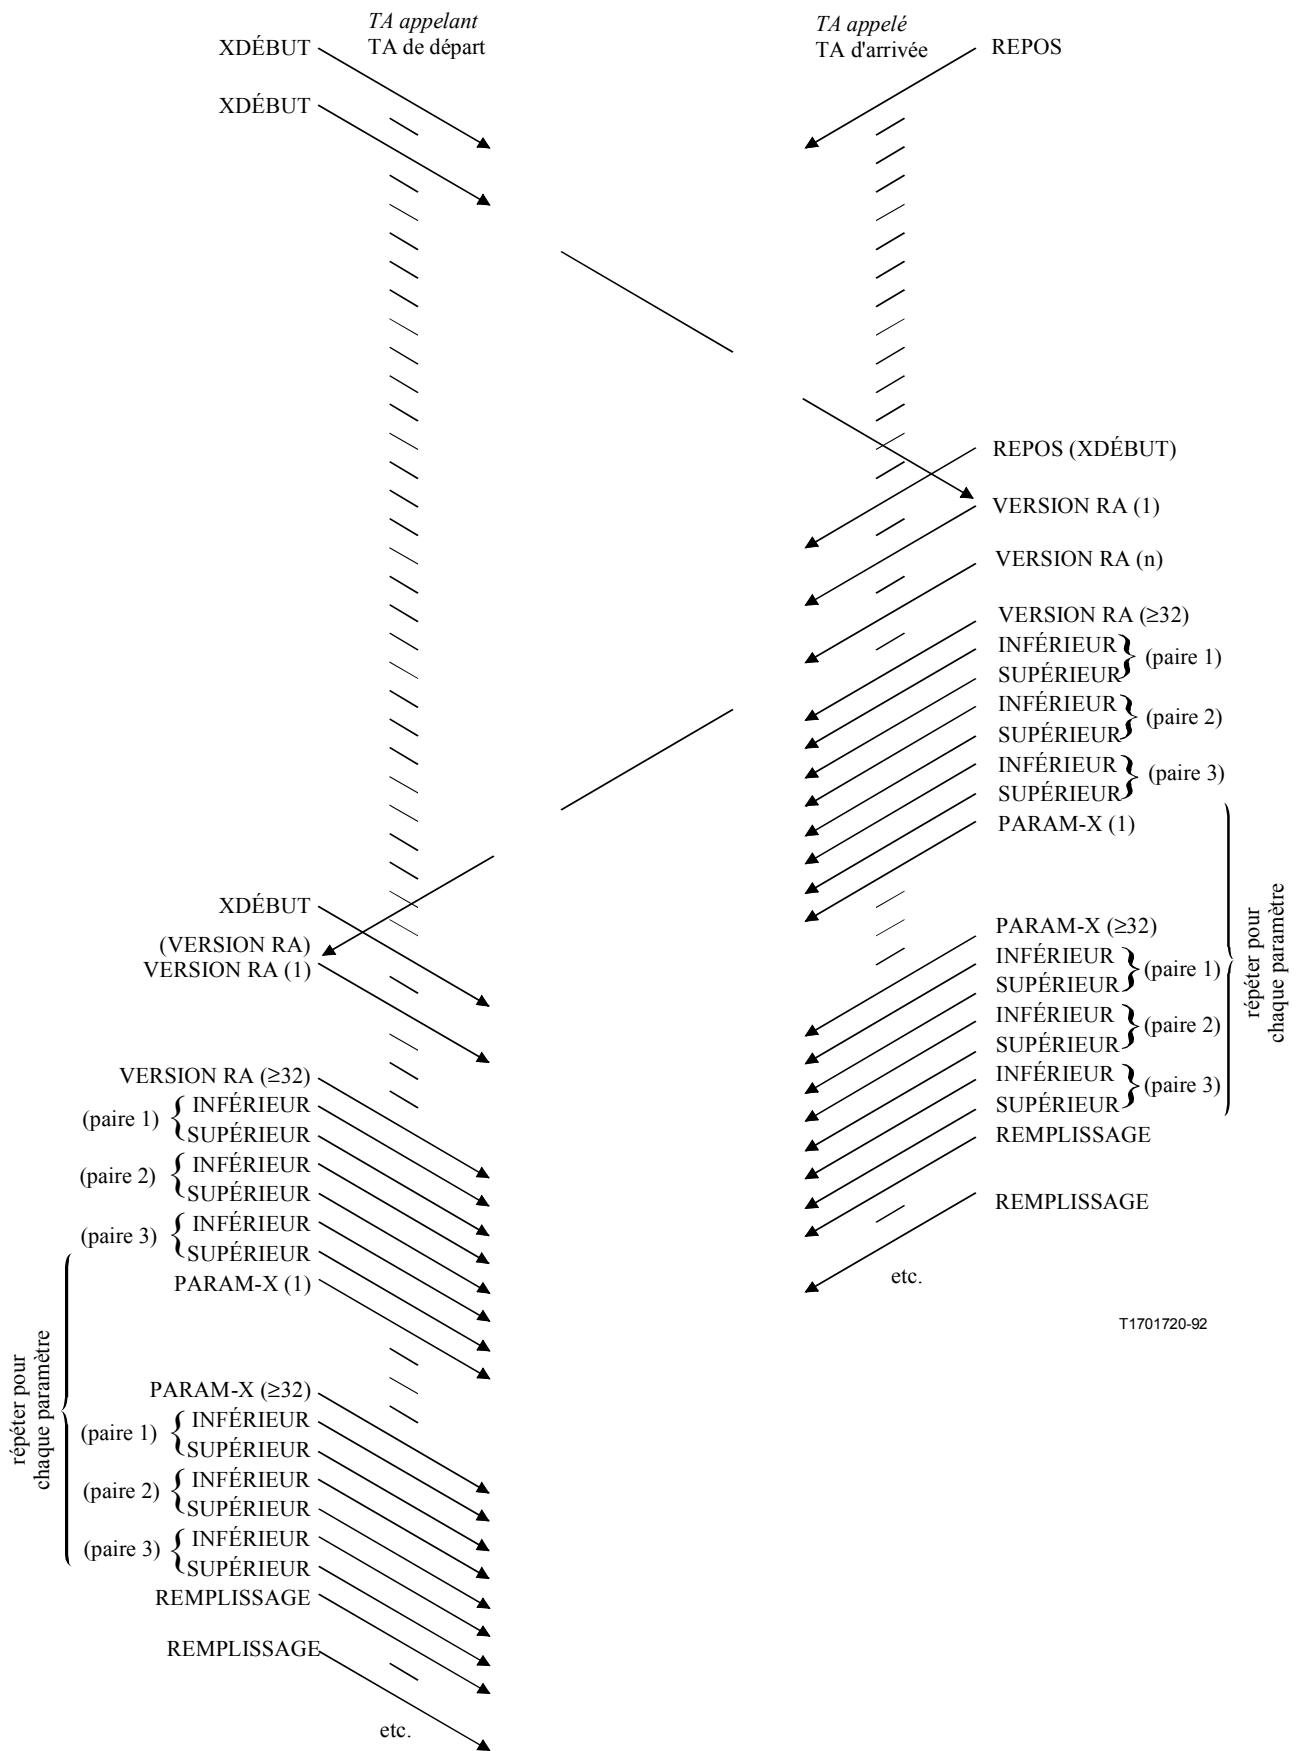 TA appelant
TA de départ
XDÉBUT
XDÉBUT
TA appelé
TA d'arrivée
REPOS
REPOS (XDÉBUT)
VERSION RA (1)
VERSION RA (n)
VERSION RA (≥32)
INFÉRIEUR
SUPÉRIEUR
(paire 1)
INFÉRIEUR
SUPÉRIEUR
(paire 2)
INFÉRIEUR
SUPÉRIEUR
(paire 3)
PARAM-X (1)
PARAM-X (≥32)
INFÉRIEUR
SUPÉRIEUR
(paire 1)
INFÉRIEUR
SUPÉRIEUR
(paire 2)
INFÉRIEUR
SUPÉRIEUR
(paire 3)
répéter pour
chaque paramètre
REMPLISSAGE
REMPLISSAGE
etc.
T1701720-92
XDÉBUT
(VERSION RA)
VERSION RA (1)
VERSION RA (≥32)
(paire 1)
INFÉRIEUR
SUPÉRIEUR
(paire 2)
INFÉRIEUR
SUPÉRIEUR
(paire 3)
INFÉRIEUR
SUPÉRIEUR
PARAM-X (1)
répéter pour
chaque paramètre
PARAM-X (≥32)
(paire 1)
INFÉRIEUR
SUPÉRIEUR
(paire 2)
INFÉRIEUR
SUPÉRIEUR
(paire 3)
INFÉRIEUR
SUPÉRIEUR
REMPLISSAGE
REMPLISSAGE
etc.